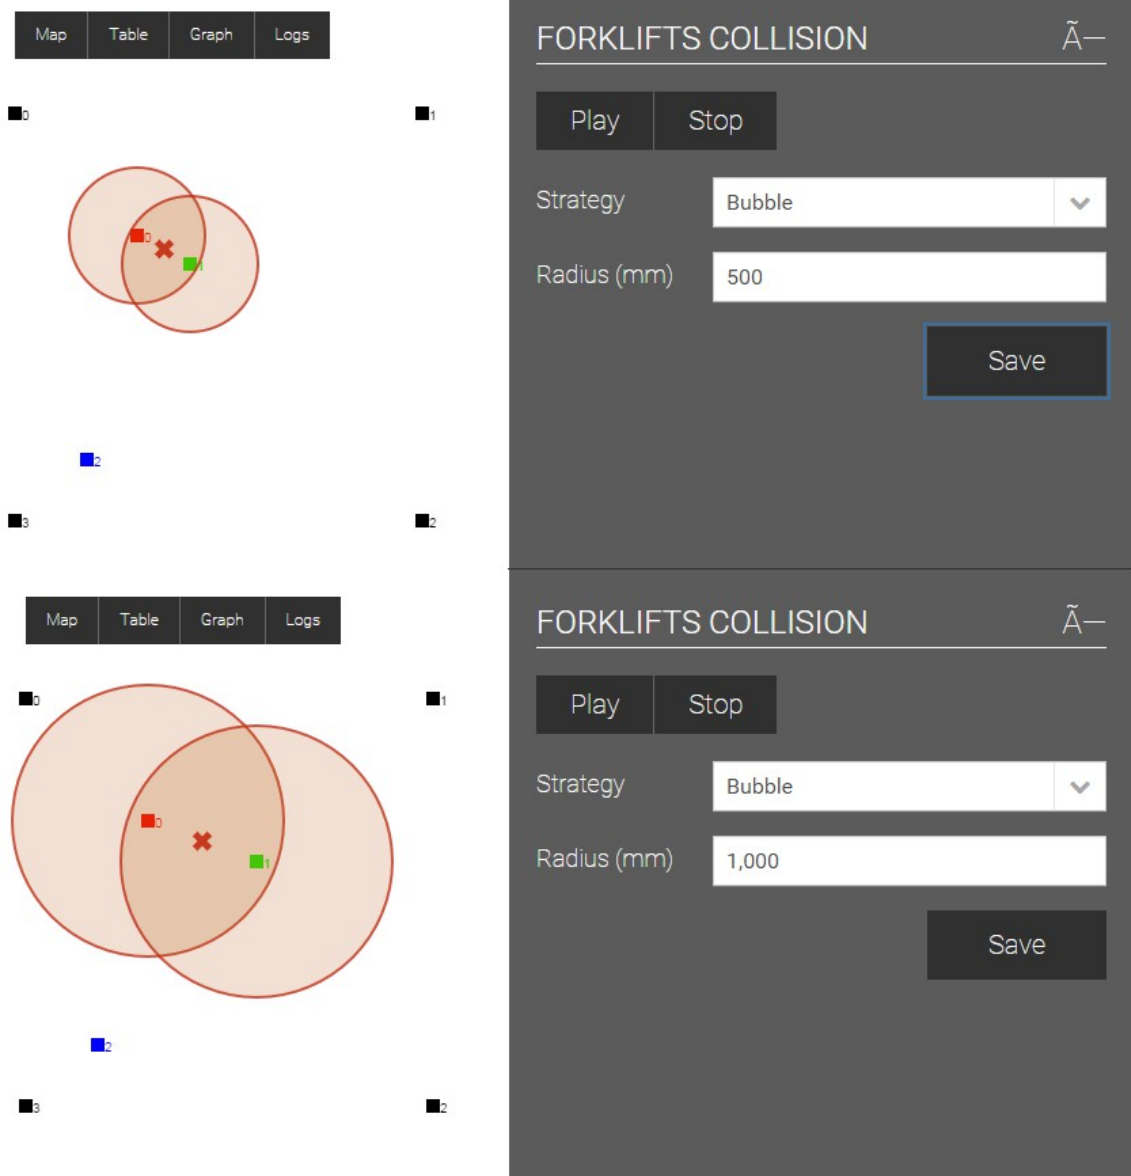 Map Table Graph Logs
0 1
0
1
2
3 2
FORKLIFTS COLLISION Ã—
Play Stop
Strategy Bubble
Radius (mm) 500
Save
Map Table Graph Logs
0 1
0
1
2
3 2
FORKLIFTS COLLISION Ã—
Play Stop
Strategy Bubble
Radius (mm) 1,000
Save